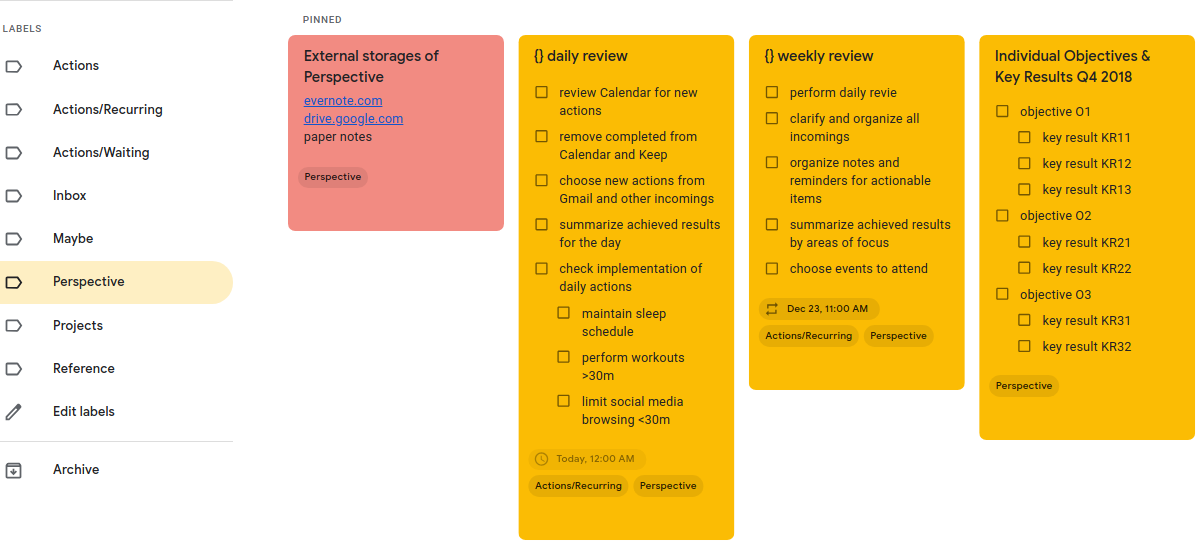 LABELS
Actions
Actions/Recurring
Actions/Waiting
Inbox
Maybe
Perspective
Projects
Reference
Edit labels
Archive
PINNED
External storages of
Perspective
evernote.com
drive.google.com
paper notes
Perspective
{} daily review
review Calendar for new
actions
remove completed from
Calendar and Keep
choose new actions from
Gmail and other incomings
summarize achieved results
for the day
check implementation of
daily actions
maintain sleep
schedule
perform workouts
>30m
limit social media
browsing <30m
Today, 12:00 AM
Actions/Recurring Perspective
{} weekly review
perform daily revie
clarify and organize all
incomings
organize notes and
reminders for actionable
items
summarize achieved results
by areas of focus
choose events to attend
Dec 23, 11:00 AM
Actions/Recurring Perspective
Individual Objectives &
Key Results Q4 2018
objective O1
key result KR11
key result KR12
key result KR13
objective O2
key result KR21
key result KR22
objective O3
key result KR31
key result KR32
Perspective